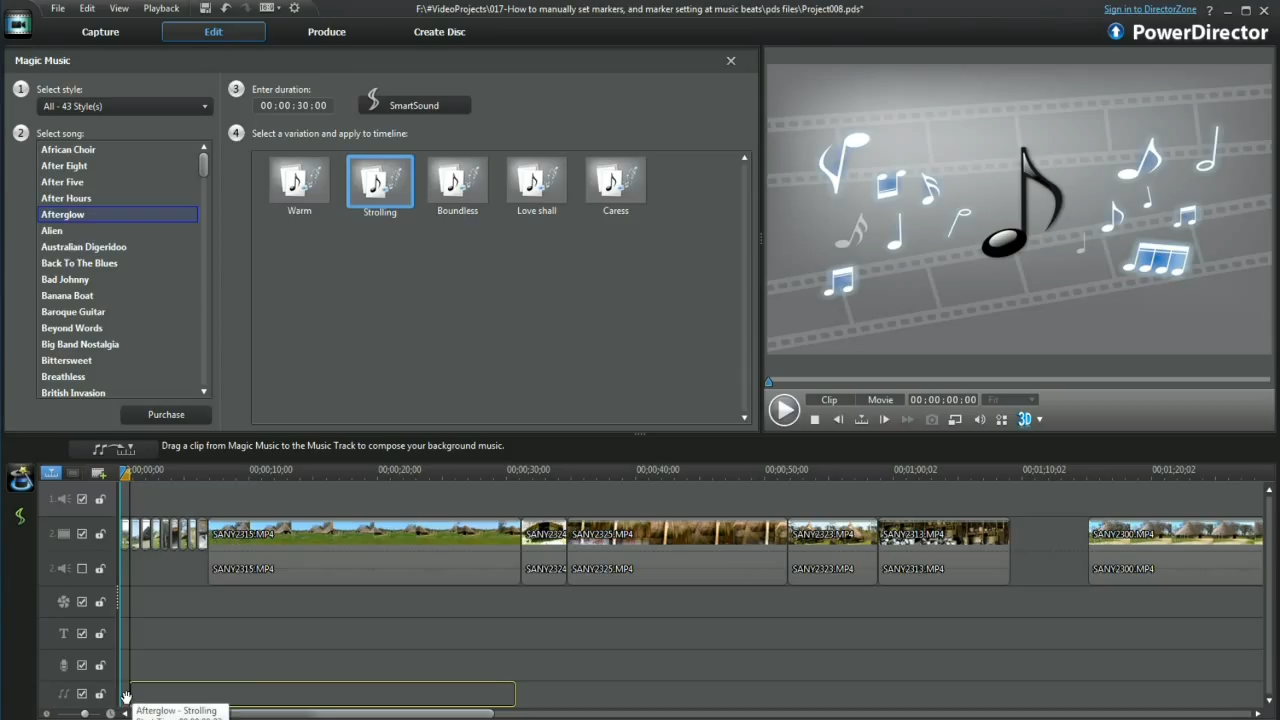 File Edit View Playback
F:\#VideoProjects\017-How to manually set markers, and marker setting at music beats\pds files\Project008.pds*
Sign in to DirectorZone ?
Capture Edit Produce Create Disc
PowerDirector
Magic Music
1 Select style:
All - 43 Style(s)
2 Select song:
African Choir
After Eight
After Five
After Hours
Afterglow
Alien
Australian Digeridoo
Back To The Blues
Bad Johnny
Banana Boat
Baroque Guitar
Beyond Words
Big Band Nostalgia
Bittersweet
Breathless
British Invasion
Purchase
3 Enter duration:
00:00:30:00
SmartSound
4 Select a variation and apply to timeline:
Warm Strolling Boundless Love shall Caress
Clip Movie 00;00;00;00 Fit
3D
Drag a clip from Magic Music to the Music Track to compose your background music.
00;00;10;00 00;00;20;00 00;00;30;00 00;00;40;00 00;00;50;00 00;01;00;02 00;01;10;02 00;01;20;02
1.
2. SANY2315.MP4 SANY2324 SANY2325.MP4 SANY2323.MP4 SANY2313.MP4 SANY2300.MP4
2. SANY2315.MP4 SANY2324 SANY2325.MP4 SANY2323.MP4 SANY2313.MP4 SANY2300.MP4
T
Afterglow - Strolling